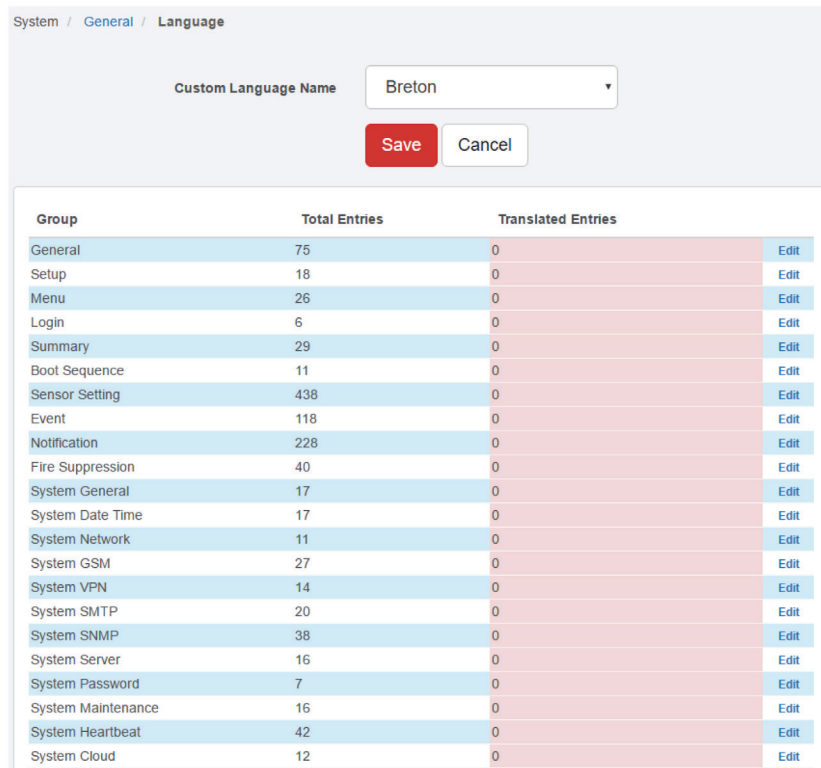 System / General / Language
Custom Language Name Breton
Save Cancel
Group Total Entries Translated Entries
General 75 0 Edit
Setup 18 0 Edit
Menu 26 0 Edit
Login 6 0 Edit
Summary 29 0 Edit
Boot Sequence 11 0 Edit
Sensor Setting 438 0 Edit
Event 118 0 Edit
Notification 228 0 Edit
Fire Suppression 40 0 Edit
System General 17 0 Edit
System Date Time 17 0 Edit
System Network 11 0 Edit
System GSM 27 0 Edit
System VPN 14 0 Edit
System SMTP 20 0 Edit
System SNMP 38 0 Edit
System Server 16 0 Edit
System Password 7 0 Edit
System Maintenance 16 0 Edit
System Heartbeat 42 0 Edit
System Cloud 12 0 Edit